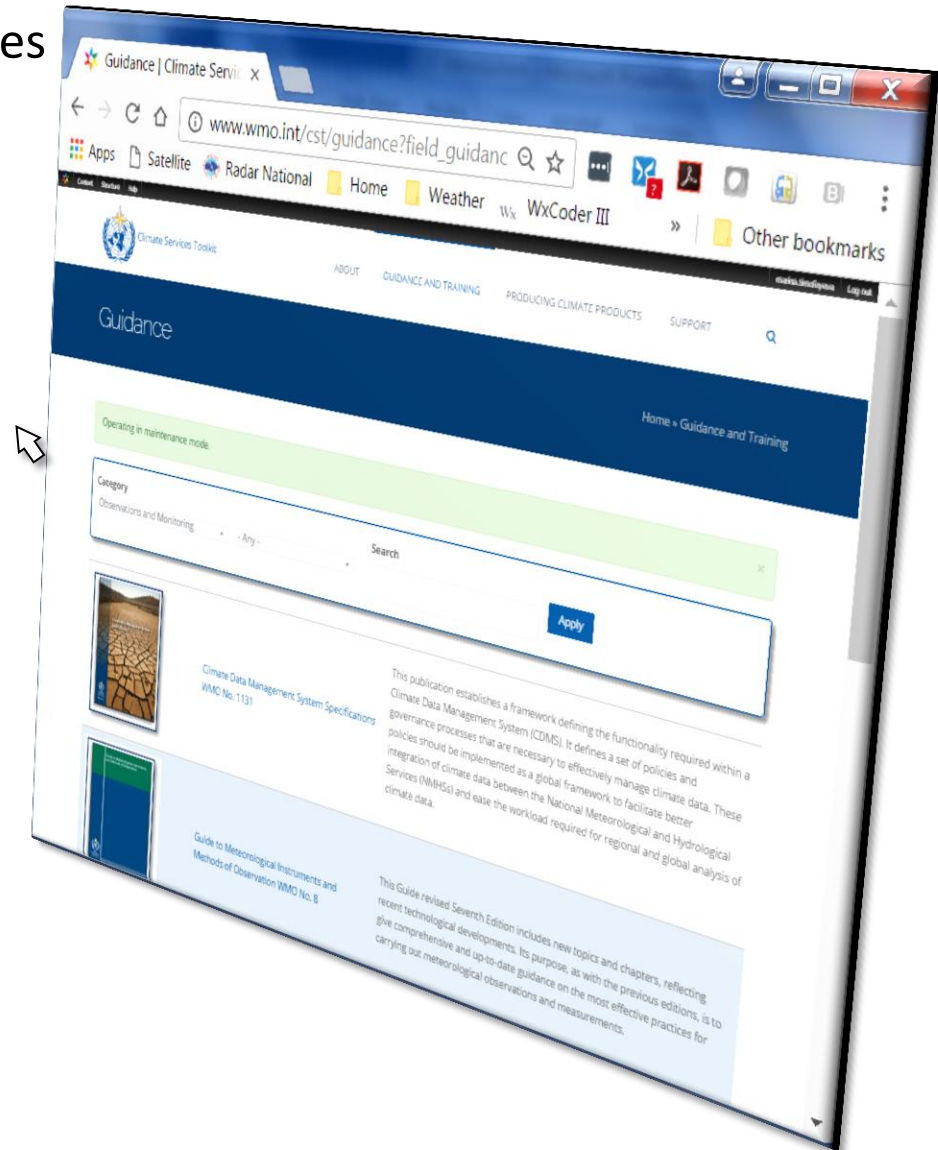 es
Guidance | Climate Servic
www.wmo.int/cst/guidance?field_guidanc
Apps Satellite Radar National Home Weather WxCoder III » Other bookmarks
Content Structure Help
Log out
Climate Services Toolkit
ABOUT GUIDANCE AND TRAINING PRODUCING CLIMATE PRODUCTS SUPPORT
Guidance
Home » Guidance and Training
Operating in maintenance mode.
Category
Observations and Monitoring
- Any -
Search
Apply
Climate Data Management System Specifications
WMO No. 1131
This publication establishes a framework defining the functionality required within a
Climate Data Management System (CDMS). It defines a set of policies and
governance processes that are necessary to effectively manage climate data. These
policies should be implemented as a global framework to facilitate better
integration of climate data between the National Meteorological and Hydrological
Services (NMHSs) and ease the workload required for regional and global analysis of
climate data.
Guide to Meteorological Instruments and
Methods of Observation WMO No. 8
This Guide revised Seventh Edition includes new topics and chapters, reflecting
recent technological developments. Its purpose, as with the previous editions, is to
give comprehensive and up-to-date guidance on the most effective practices for
carrying out meteorological observations and measurements.